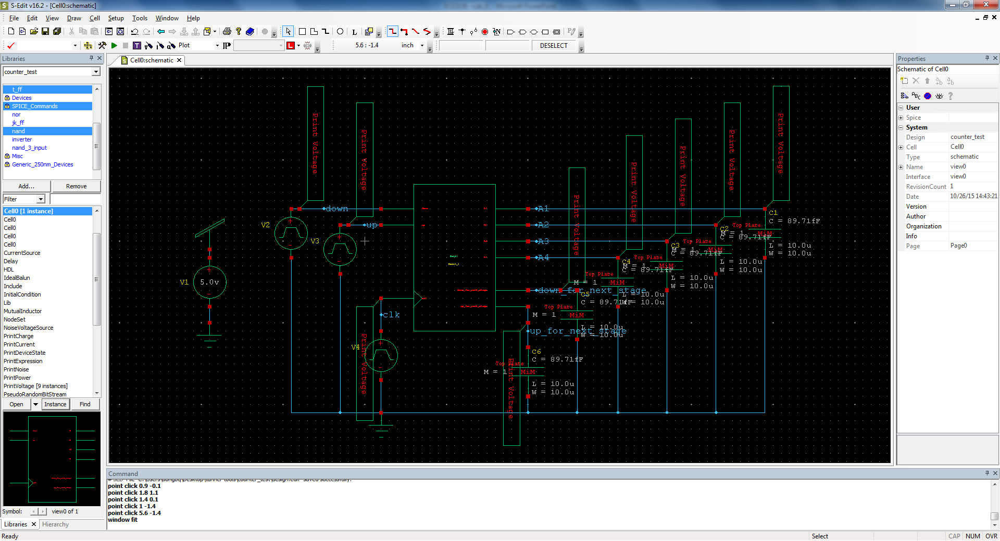 S-Edit v16.2 - [Cell0:schematic]
File Edit View Draw Cell Setup Tools Window Help
Plot
5.6 : -1.4 inch DESELECT
Libraries
counter_test
t_ff
Devices
SPICE_Commands
nor
jk_ff
nand
inverter
nand_3_input
Misc
Generic_250nm_Devices
Add... Remove
Filter
Cell0 [1 instance]
Cell0
Cell0
Cell0
Cell0
CurrentSource
Delay
HDL
IdealBalun
Include
InitialCondition
Lib
MutualInductor
NodeSet
NoiseVoltageSource
PrintCharge
PrintCurrent
PrintDeviceState
PrintExpression
PrintNoise
PrintPower
PrintVoltage [9 instances]
PseudoRandomBitStream
Open Instance Find
Symbol: view0 of 1
Libraries Hierarchy
Cell0:schematic
Print Voltage
Print Voltage
Print Voltage
Print Voltage
Print Voltage
Print Voltage
Print Voltage
Print Voltage
Print Voltage
V1
5.0v
V2
V3
V4
down
up
clk
A1
A2
A3
A4
down_for_next_stage
up_for_next_stage
C1
C = 89.71fF
Top Plate
MiM
M = 1
L = 10.0u
W = 10.0u
C2
C = 89.71fF
Top Plate
MiM
M = 1
L = 10.0u
W = 10.0u
C3
C = 89.71fF
Top Plate
MiM
M = 1
L = 10.0u
W = 10.0u
C4
C = 89.71fF
Top Plate
MiM
M = 1
L = 10.0u
W = 10.0u
C5
C = 89.71fF
Top Plate
MiM
M = 1
L = 10.0u
W = 10.0u
C6
C = 89.71fF
Top Plate
MiM
M = 1
L = 10.0u
W = 10.0u
Properties
Schematic of Cell0
User
Spice
System
Design counter_test
Cell Cell0
Type schematic
Name view0
Interface view0
RevisionCount 1
Date 10/26/15 14:43:21
Version
Author
Organization
Info
Page Page0
Command
point click 0.9 -0.1
point click 1.8 1.1
point click 1.4 0.1
point click 1 -1.4
point click 5.6 -1.4
window fit
Ready Select CAP NUM OVR